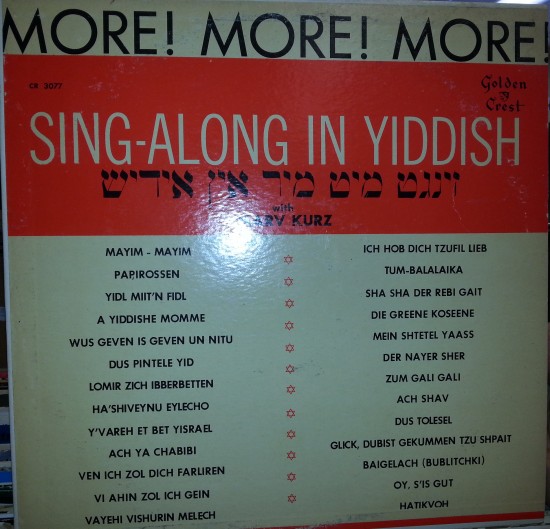 MORE! MORE! MORE!
CR 3077
Golden
Crest
SING-ALONG IN YIDDISH
זינגט מיט מיר אין אידיש
with
KURZ
MAYIM - MAYIM
PAPIROSSEN
YIDL MIIT'N FIDL
A YIDDISHE MOMME
WUS GEVEN IS GEVEN UN NITU
DUS PINTELE YID
LOMIR ZICH IBBERBETTEN
HA'SHIVEYNU EYLECHO
Y'VAREH ET BET YISRAEL
ACH YA CHABIBI
VEN ICH ZOL DICH FARLIREN
VI AHIN ZOL ICH GEIN
VAYEHI VISHURIN MELECH
ICH HOB DICH TZUFIL LIEB
TUM-BALALAIKA
SHA SHA DER REBI GAIT
DIE GREENE KOSEENE
MEIN SHTETEL YAASS
DER NAYER SHER
ZUM GALI GALI
ACH SHAV
DUS TOLESEL
GLICK, DUBIST GEKUMMEN TZU SHPAIT
BAIGELACH (BUBLITCHKI)
OY, S'IS GUT
HATIKVOH